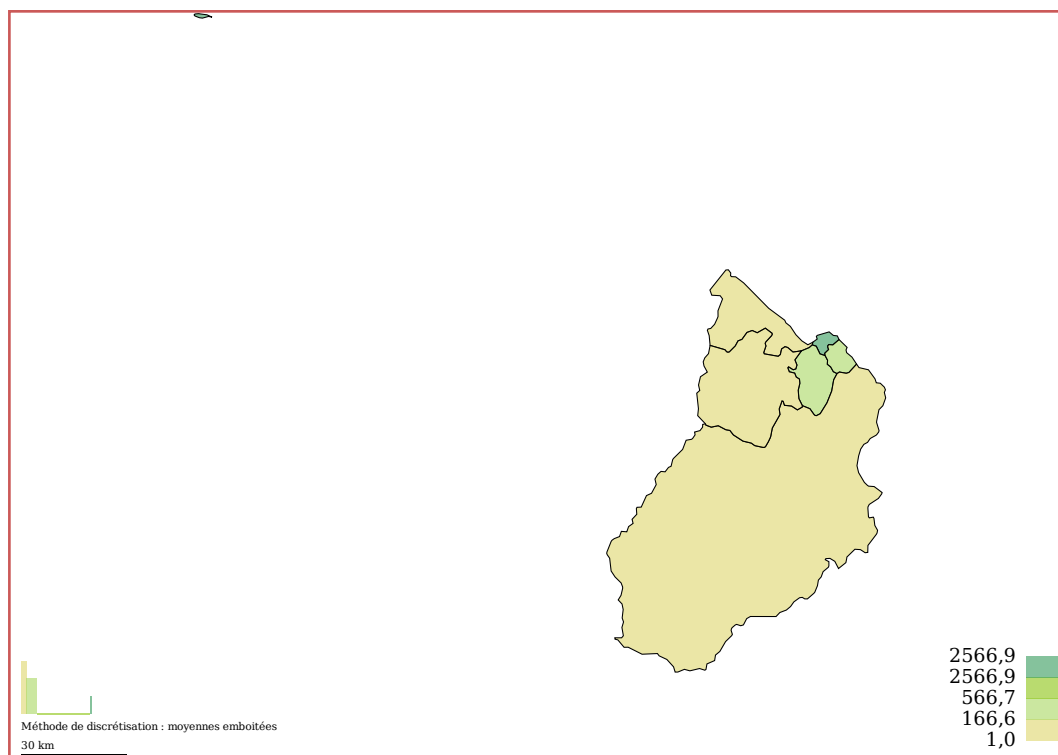 2566,9
2566,9
566,7
166,6
1,0
Méthode de discrétisation : moyennes emboitées
30 km